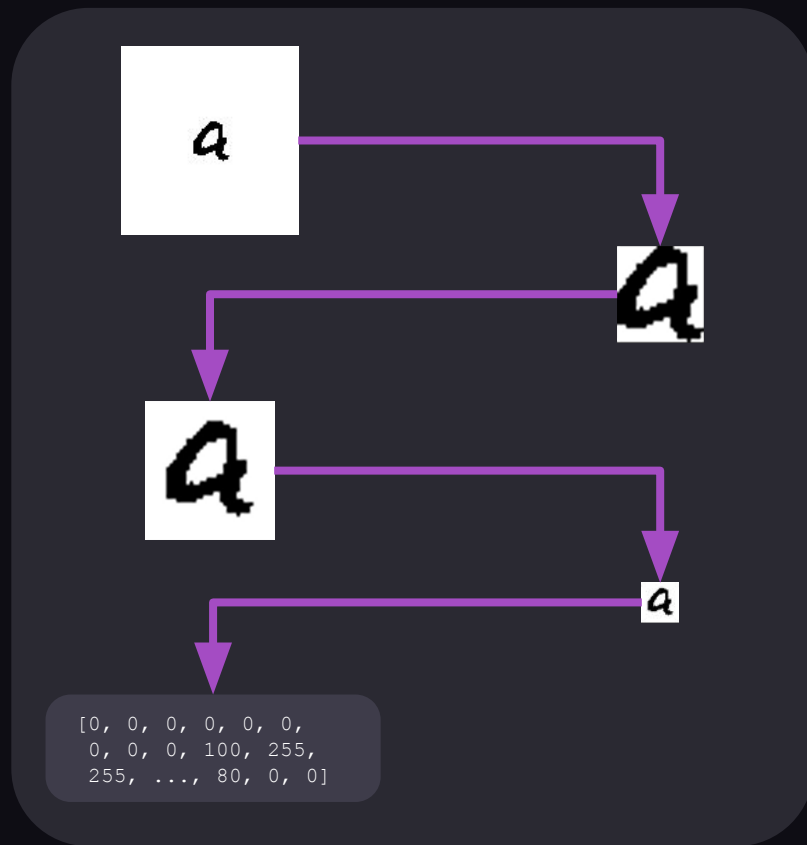 a
a
a
a
[0, 0, 0, 0, 0, 0,
0, 0, 0, 100, 255,
255, ..., 80, 0, 0]